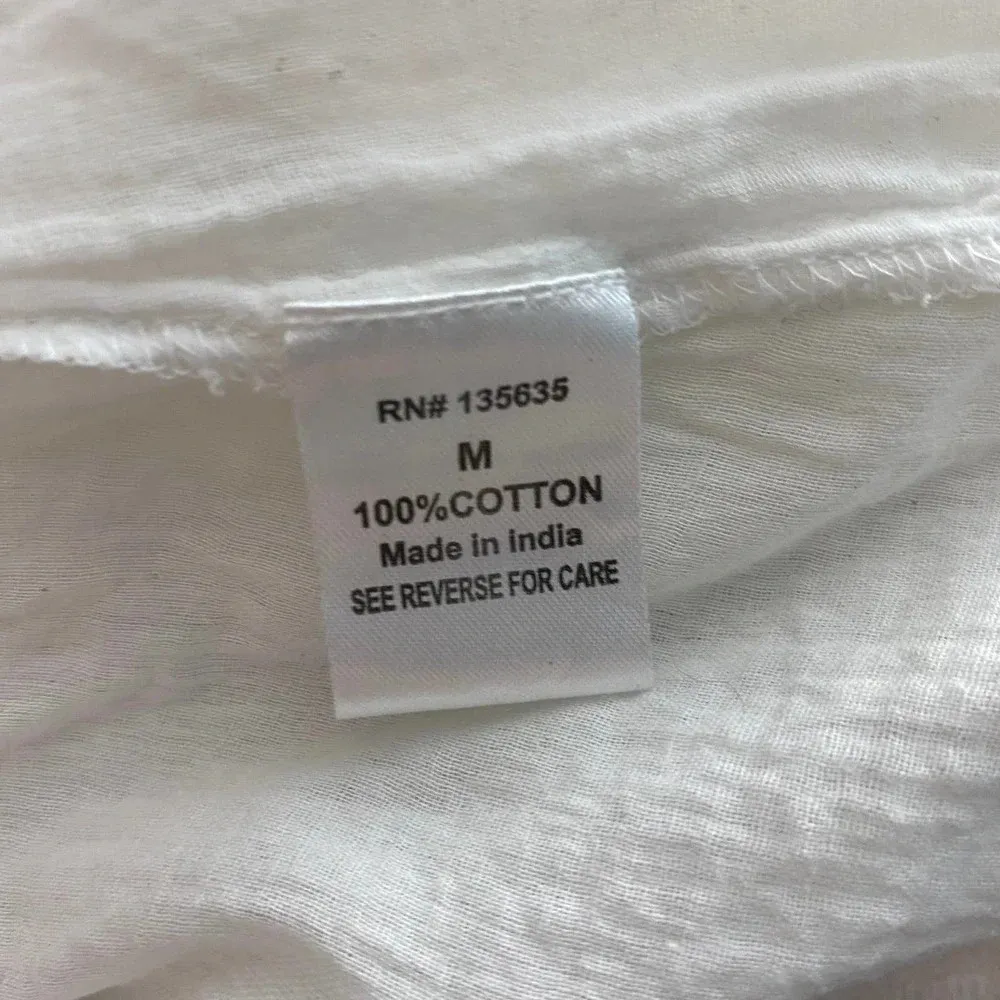 RN# 135635
M
100%COTTON
Made in india
SEE REVERSE FOR CARE